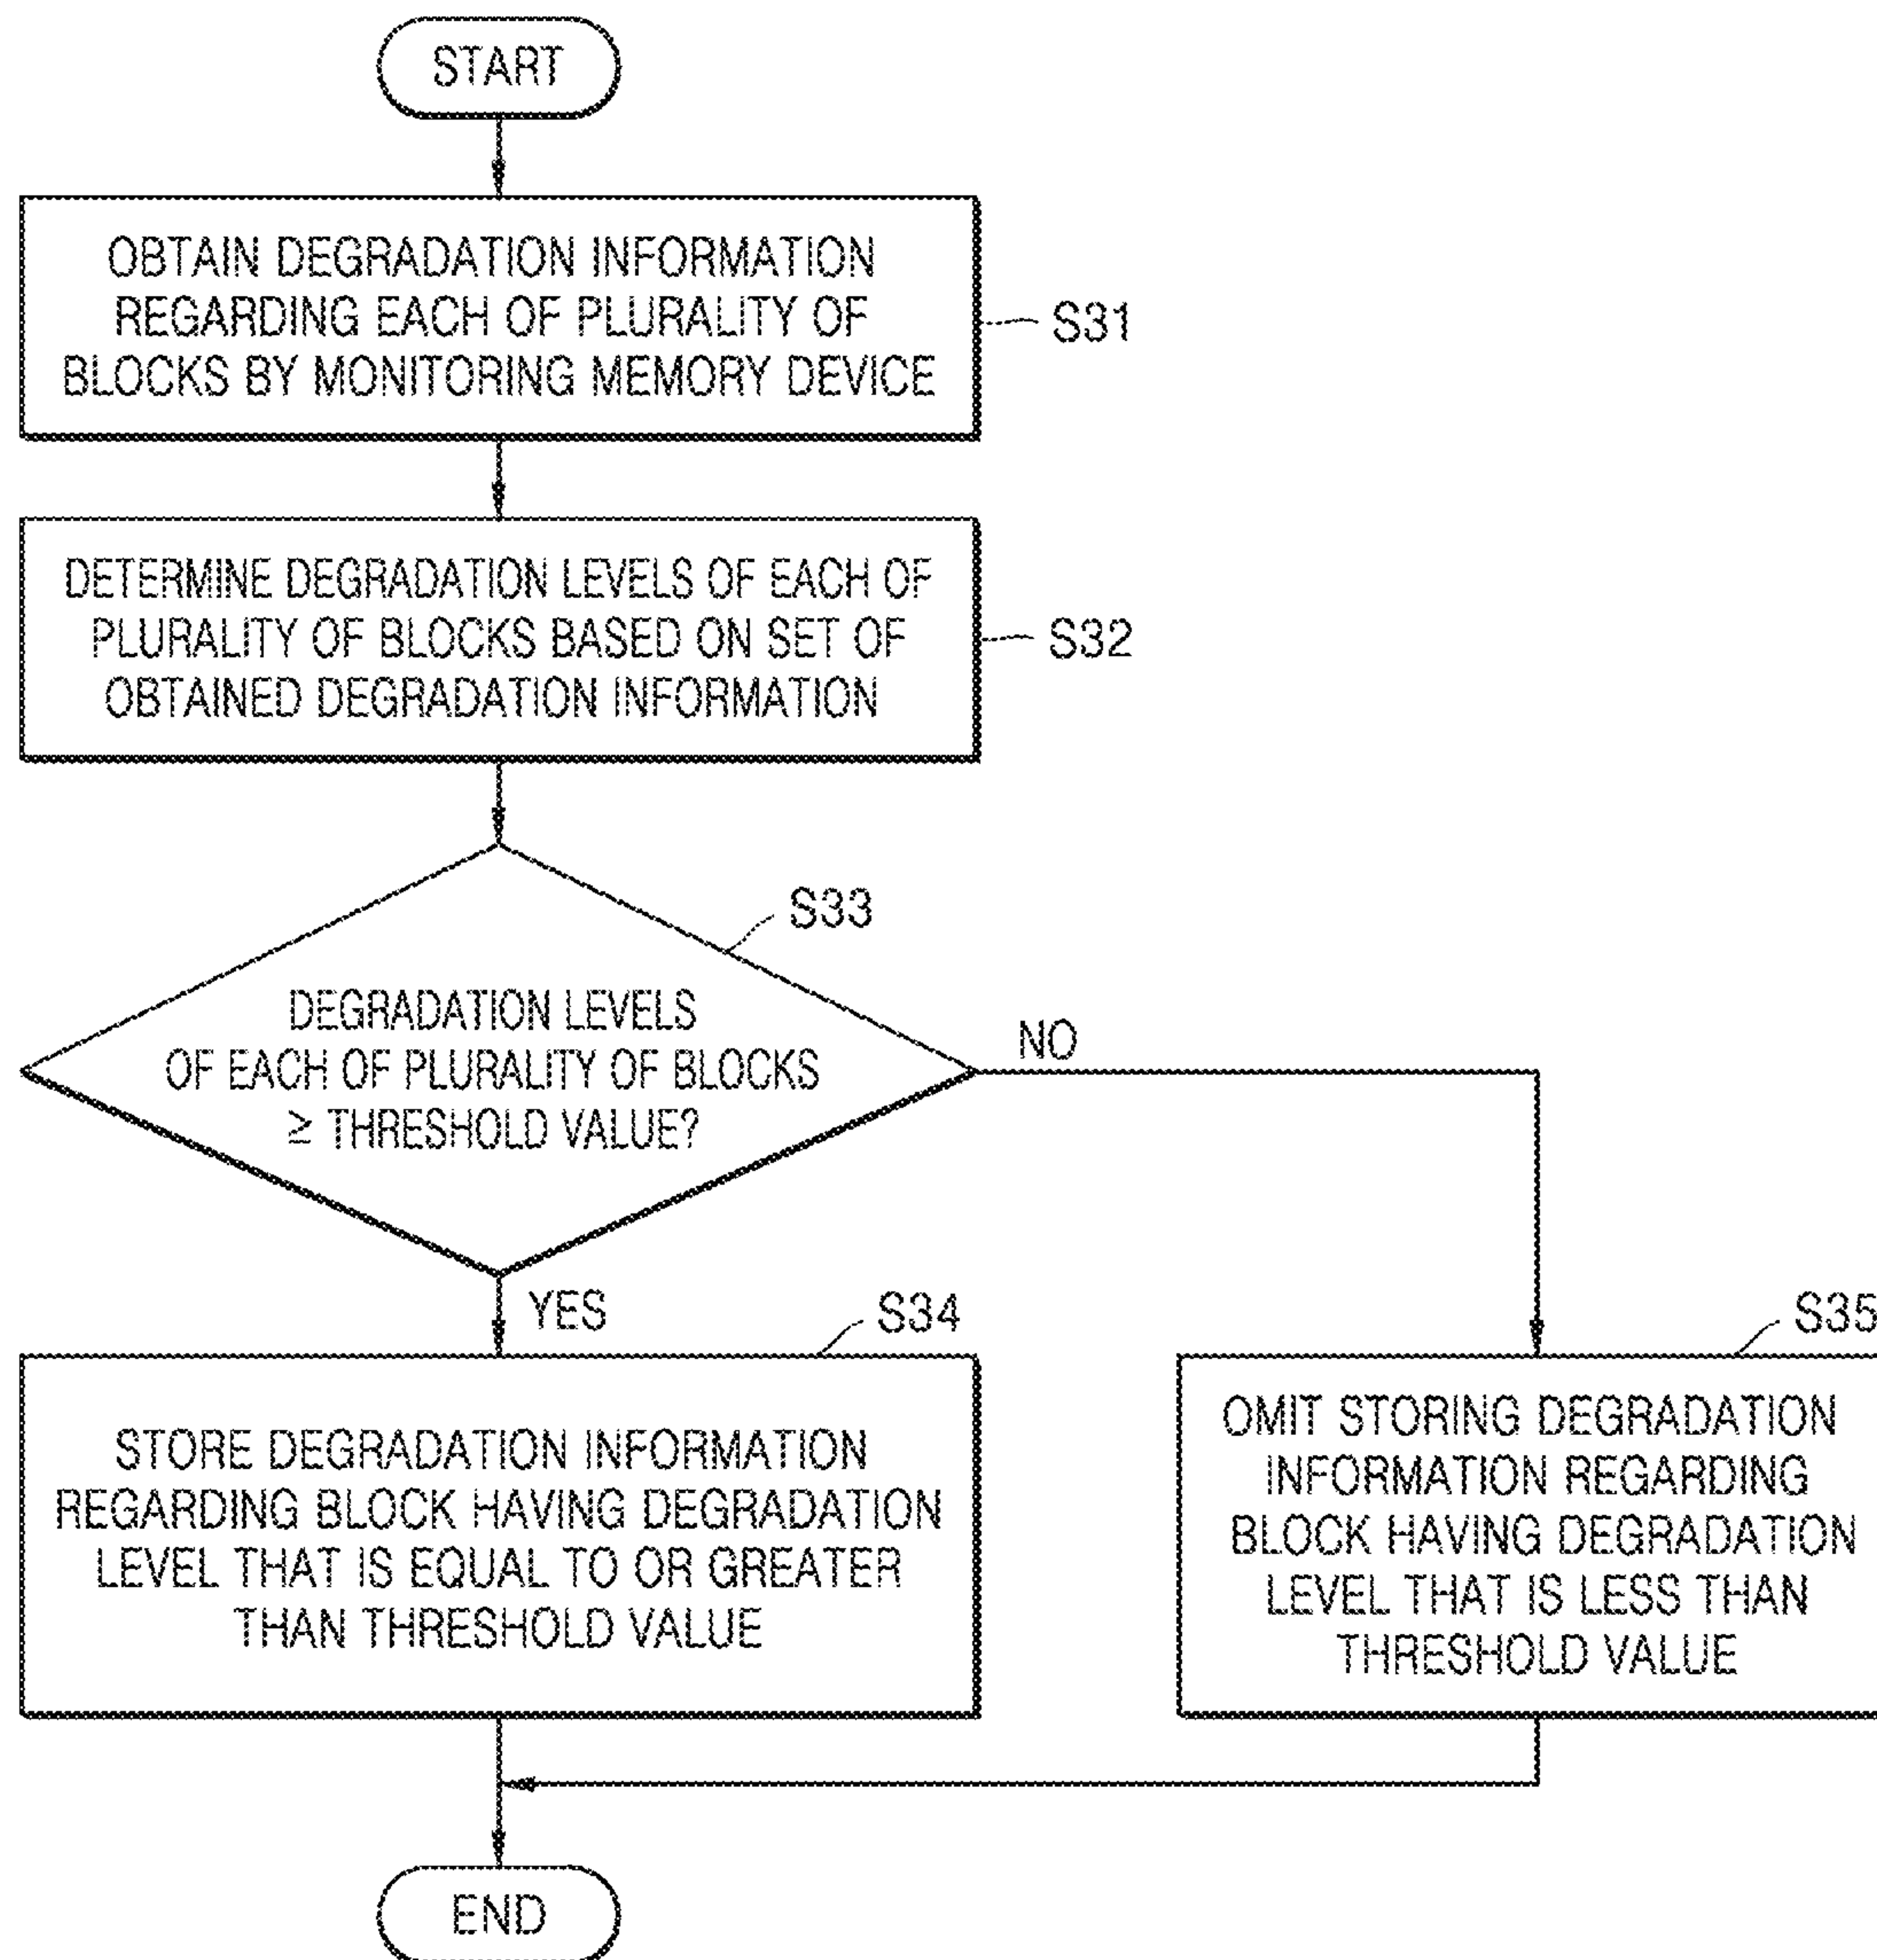 START
OBTAIN DEGRADATION INFORMATION
REGARDING EACH OF PLURALITY OF
BLOCKS BY MONITORING MEMORY DEVICE
S31
DETERMINE DEGRADATION LEVELS OF EACH OF
PLURALITY OF BLOCKS BASED ON SET OF
OBTAINED DEGRADATION INFORMATION
S32
S33
DEGRADATION LEVELS
OF EACH OF PLURALITY OF BLOCKS
≥ THRESHOLD VALUE?
NO
YES
S34
STORE DEGRADATION INFORMATION
REGARDING BLOCK HAVING DEGRADATION
LEVEL THAT IS EQUAL TO OR GREATER
THAN THRESHOLD VALUE
S35
OMIT STORING DEGRADATION
INFORMATION REGARDING
BLOCK HAVING DEGRADATION
LEVEL THAT IS LESS THAN
THRESHOLD VALUE
END